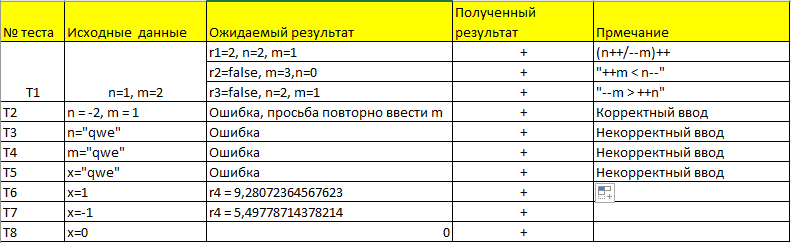 № теста Исходные данные Ожидаемый результат Полученный результат Прмечание
r1=2, n=2, m=1 + (n++/--m)++
r2=false, m=3,n=0 + "++m < n--"
T1 n=1, m=2 r3=false, n=2, m=1 + "--m > ++n"
T2 n = -2, m = 1 Ошибка, просьба повторно ввести m + Корректный ввод
T3 n="qwe" Ошибка + Некорректный ввод
T4 m="qwe" Ошибка + Некорректный ввод
T5 x="qwe" Ошибка + Некорректный ввод
T6 x=1 r4 = 9,28072364567623 +
T7 x=-1 r4 = 5,49778714378214 +
T8 x=0 0 +